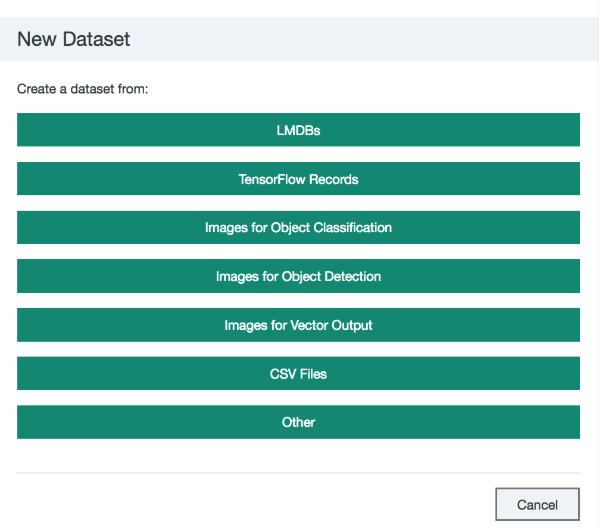 New Dataset
Create a dataset from:
LMDBs
TensorFlow Records
Images for Object Classification
Images for Object Detection
Images for Vector Output
CSV Files
Other
Cancel